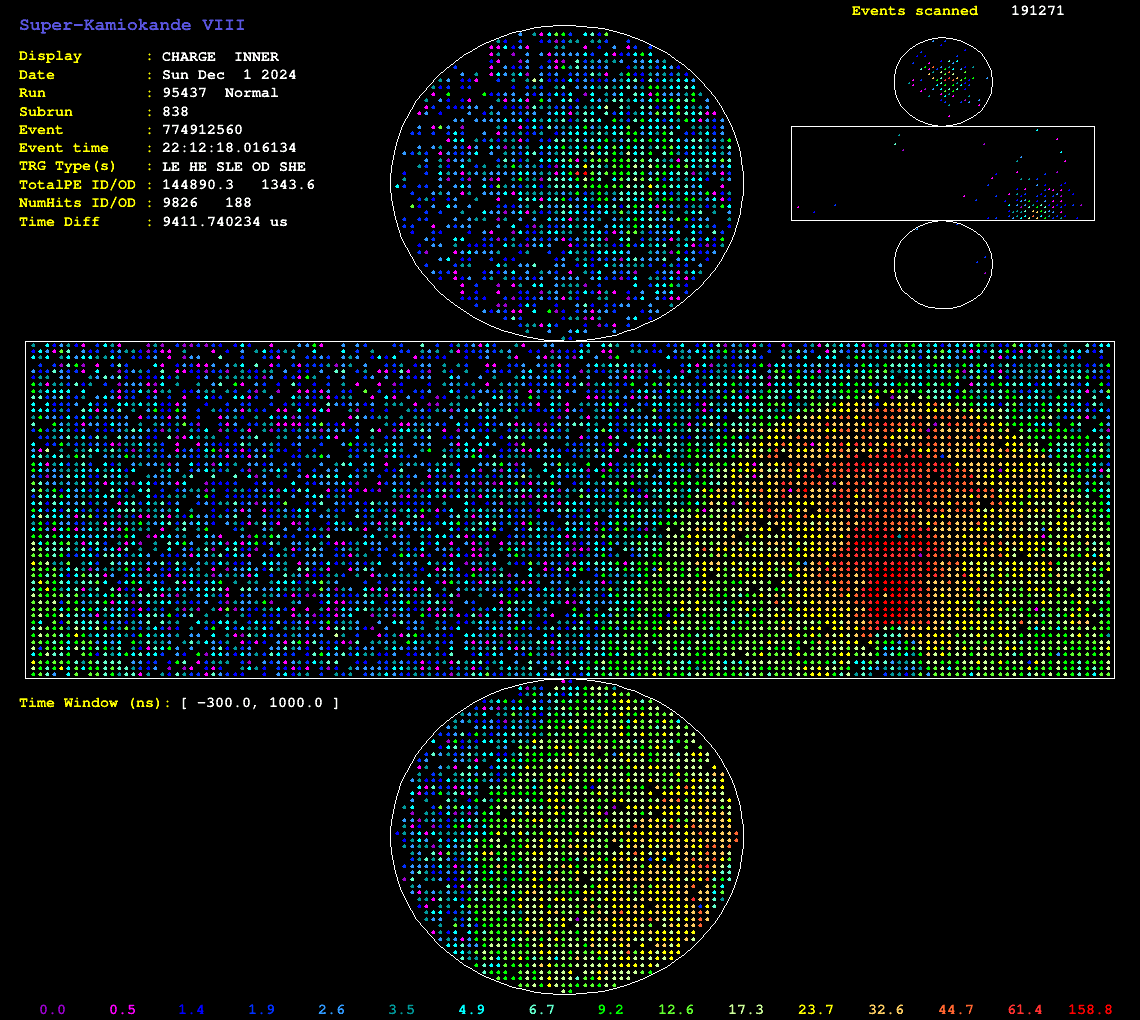 Super-Kamiokande VIII
Display : CHARGE INNER
Date : Sun Dec 1 2024
Run : 95437 Normal
Subrun : 838
Event : 774912560
Event time : 22:12:18.016134
TRG Type(s) : LE HE SLE OD SHE
TotalPE ID/OD : 144890.3 1343.6
NumHits ID/OD : 9826 188
Time Diff : 9411.740234 us
Events scanned 191271
Time Window (ns): [ -300.0, 1000.0 ]
0.0 0.5 1.4 1.9 2.6 3.5 4.9 6.7 9.2 12.6 17.3 23.7 32.6 44.7 61.4 158.8